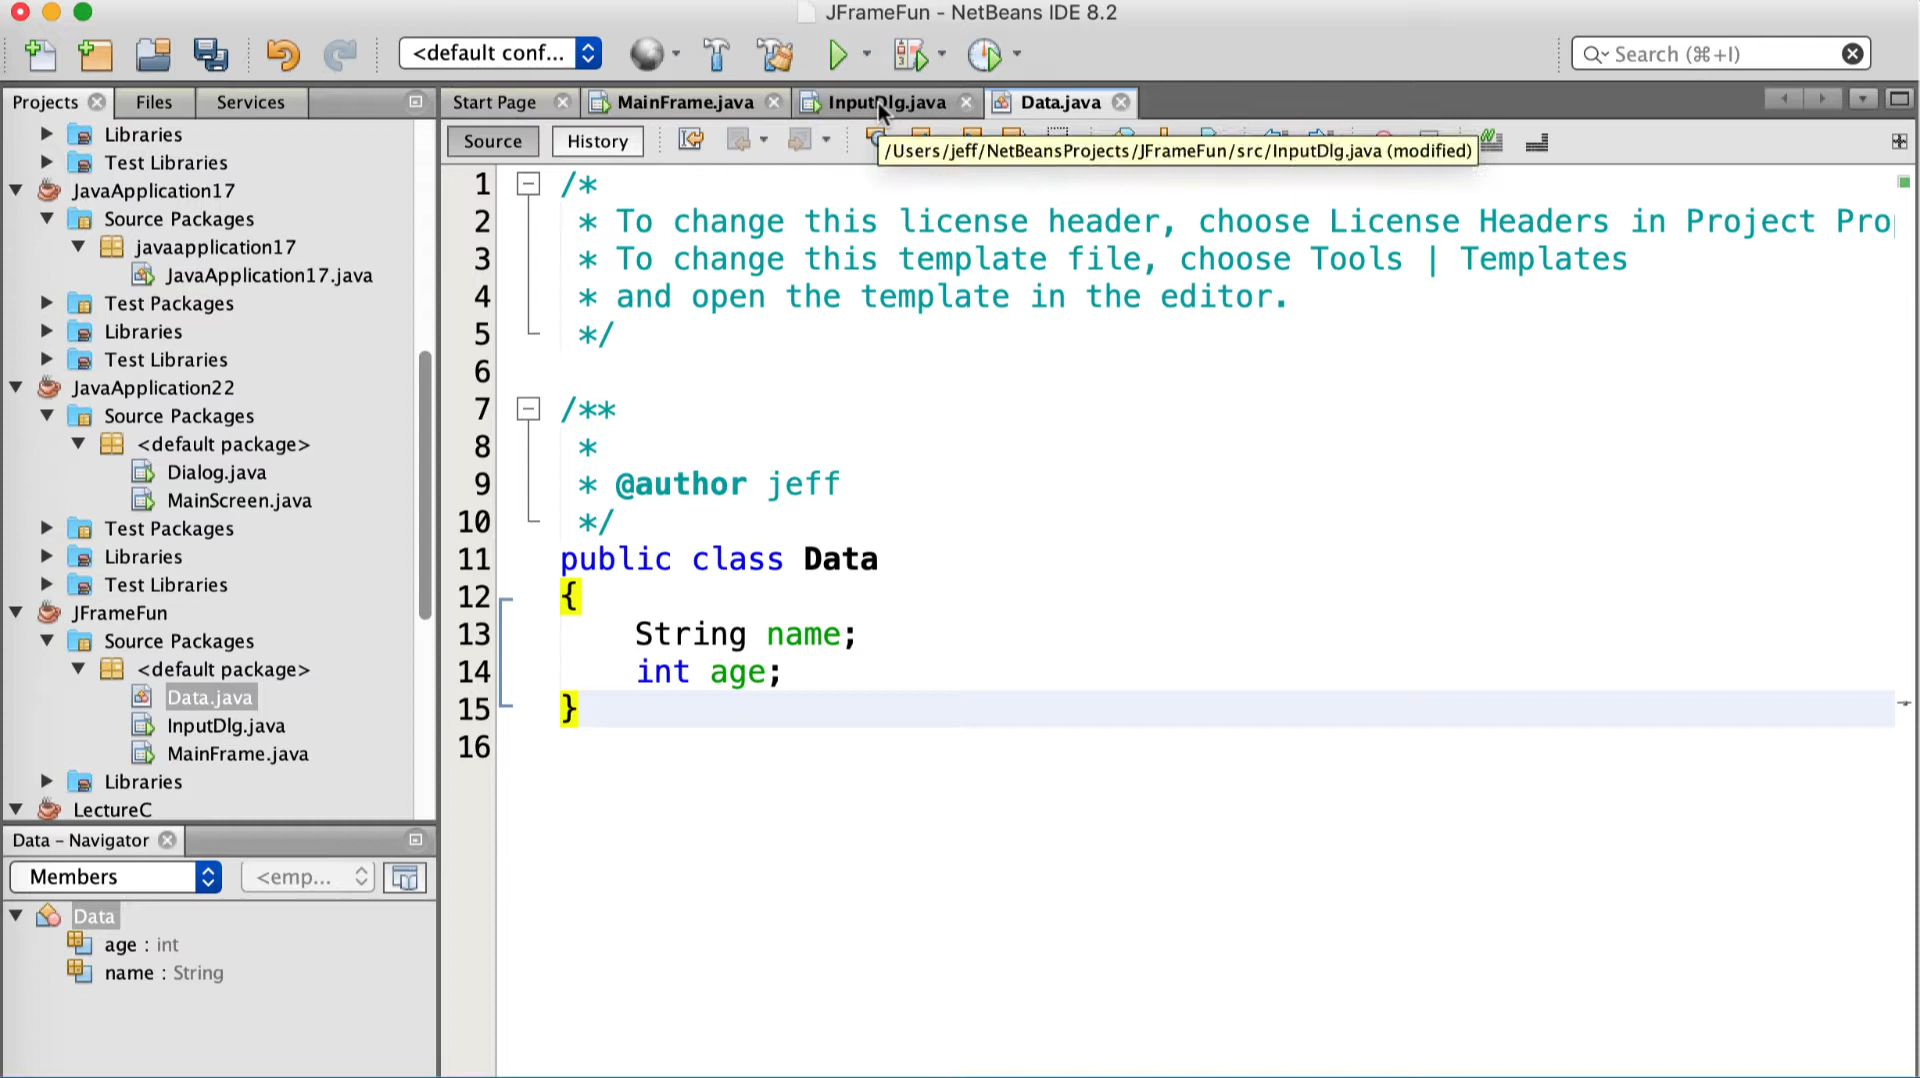 JFrameFun - NetBeans IDE 8.2
<default conf...
Search (⌘+I)
Projects
Files
Services
Start Page
MainFrame.java
InputDlg.java
Data.java
Source
History
/Users/jeff/NetBeansProjects/JFrameFun/src/InputDlg.java (modified)
Libraries
Test Libraries
JavaApplication17
Source Packages
javaapplication17
JavaApplication17.java
Test Packages
Libraries
Test Libraries
JavaApplication22
Source Packages
<default package>
Dialog.java
MainScreen.java
Test Packages
Libraries
Test Libraries
JFrameFun
Source Packages
<default package>
Data.java
InputDlg.java
MainFrame.java
Libraries
LectureC
1 /*
2 * To change this license header, choose License Headers in Project Pro
3 * To change this template file, choose Tools | Templates
4 * and open the template in the editor.
5 */
6
7 /**
8 *
9 * @author jeff
10 */
11 public class Data
12 {
13 String name;
14 int age;
15 }
16
Data - Navigator
Members
<emp...
Data
age : int
name : String